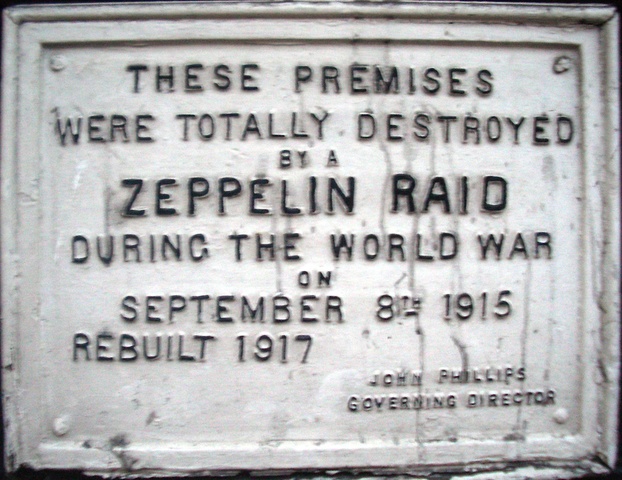 THESE PREMISES
WERE TOTALLY DESTROYED
BY A
ZEPPELIN RAID
DURING THE WORLD WAR
ON
SEPTEMBER 8TH 1915
REBUILT 1917
JOHN PHILLIPS
GOVERNING DIRECTOR